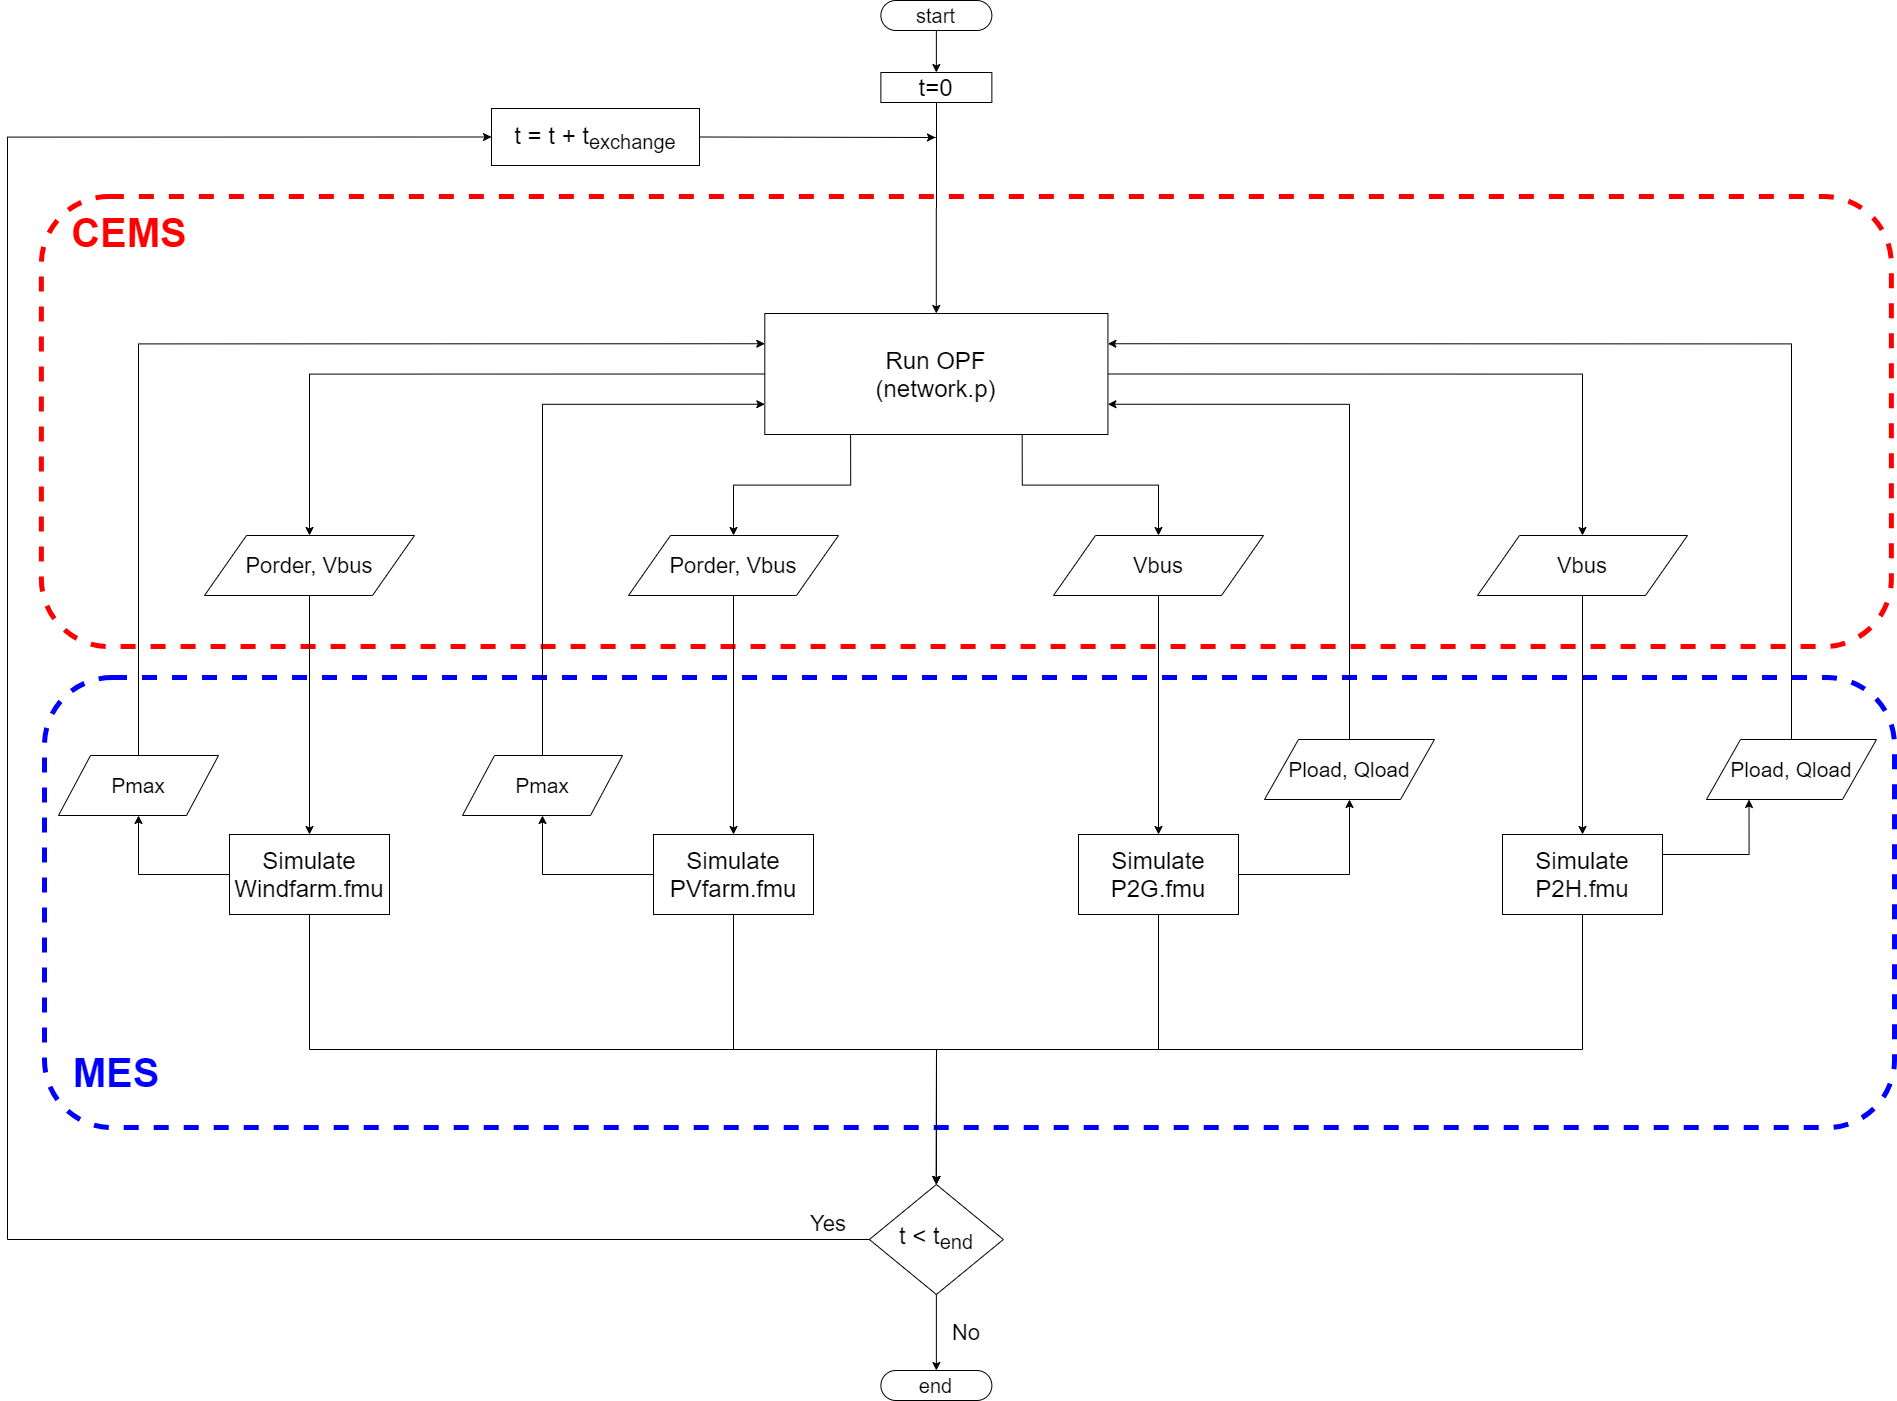 start
t=0
t = t + texchange
CEMS
Run OPF
(network.p)
Porder, Vbus
Porder, Vbus
Vbus
Vbus
Pmax
Pmax
Pload, Qload
Pload, Qload
Simulate
Windfarm.fmu
Simulate
PVfarm.fmu
Simulate
P2G.fmu
Simulate
P2H.fmu
MES
Yes
t < tend
No
end